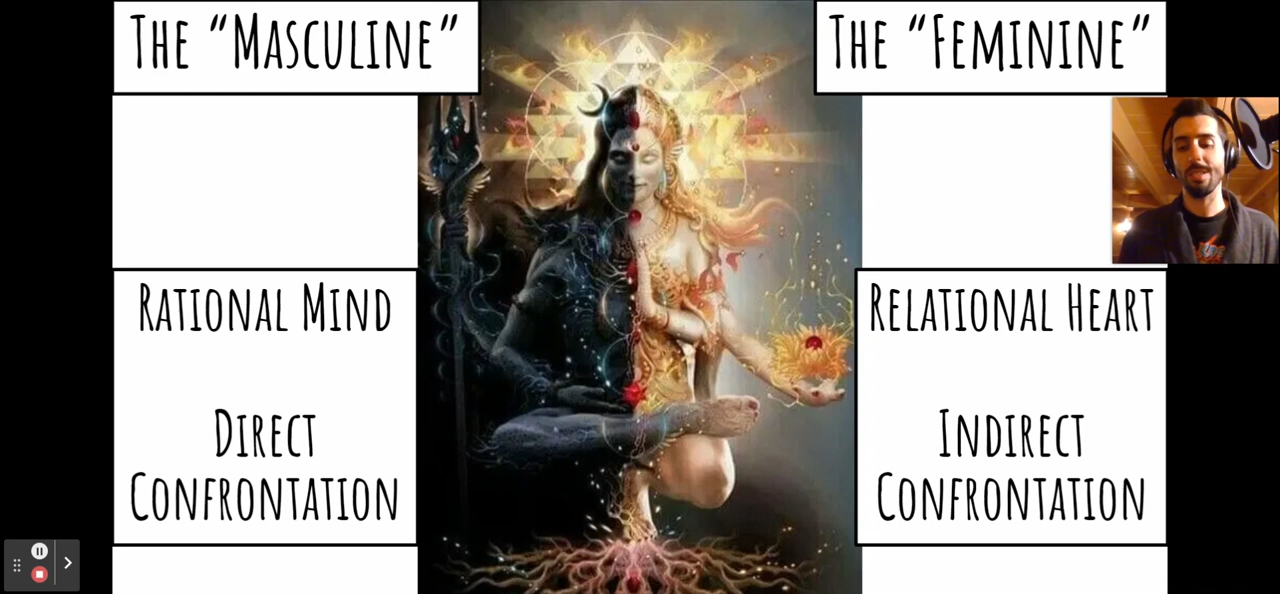 The “Masculine”
The “Feminine”
Rational Mind
Direct
Confrontation
Relational Heart
Indirect
Confrontation